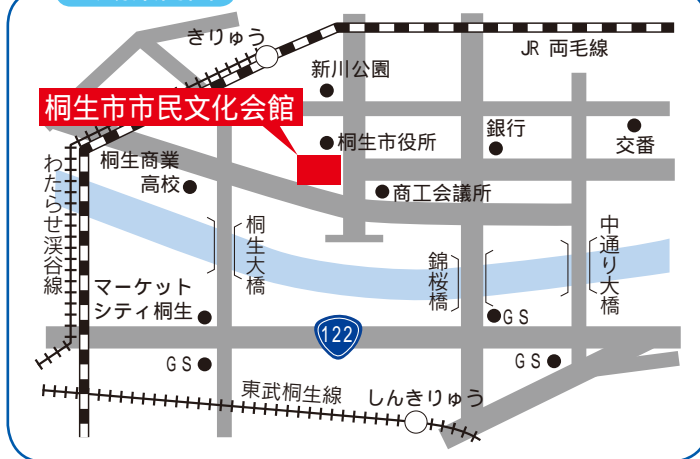 きりゅう
JR 両毛線
新川公園
桐生市市民文化会館
桐生市役所
銀行
交番
桐生商業
高校
商工会議所
わたらせ渓谷線
桐生大橋
錦桜橋
中通り大橋
マーケット
シティ桐生
GS
122
GS
GS
東武桐生線
しんきりゅう